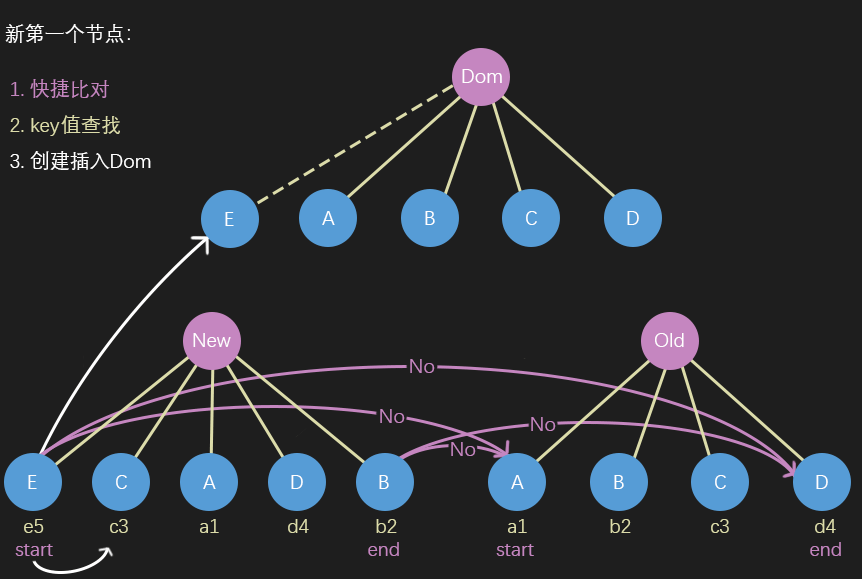 新第一个节点：
1. 快捷比对
2. key值查找
3. 创建插入Dom
Dom
E A B C D
New Old
No
No
No
No
E C A D B A B C D
e5 c3 a1 d4 b2 a1 b2 c3 d4
start end start end